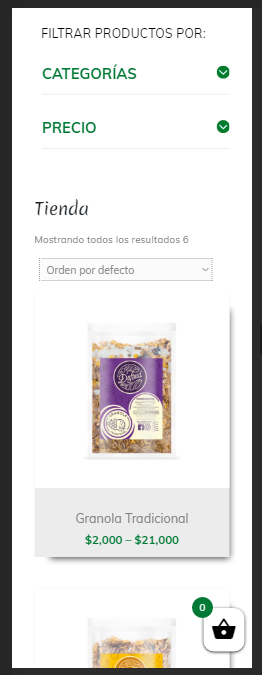 FILTRAR PRODUCTOS POR:
CATEGORÍAS
PRECIO
Tienda
Mostrando todos los resultados 6
Orden por defecto
GRANOLA
Granola Tradicional
$2,000 – $21,000
0